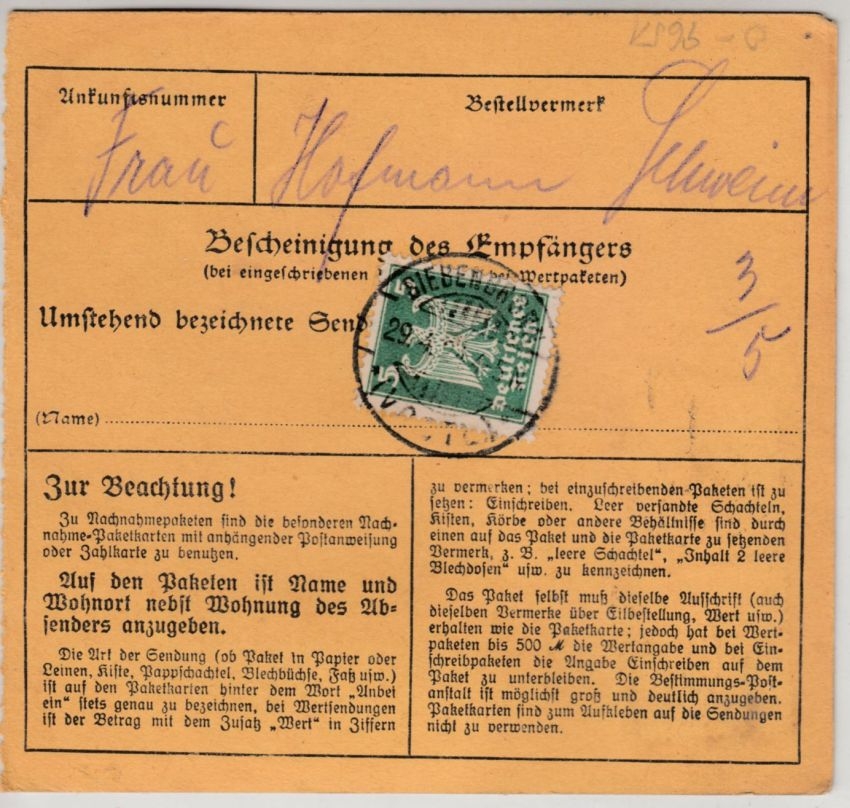 Ankunftsnummer
Bestellvermerk
Frau Hofmann
Bescheinigung des Empfängers
(bei eingeschriebenen bei Wertpaketen)
Umstehend bezeichnete Send
3/5
5 5
Deutsches
Reich
29.
(Name)
Zur Beachtung!
Zu Nachnahmepaketen sind die besonderen Nach-
nahme-Paketkarten mit anhängender Postanweisung
oder Zahlkarte zu benutzen.
Auf den Paketen ist Name und
Wohnort nebst Wohnung des Ab-
senders anzugeben.
Die Art der Sendung (ob Paket in Papier oder
Leinen, Kiste, Pappschachtel, Blechbüchse, Faß usw.)
ist auf den Paketkarten hinter dem Wort „Anbei
ein“ stets genau zu bezeichnen, bei Wertsendungen
ist der Betrag mit dem Zusatz „Wert“ in Ziffern
zu vermerken; bei einzuschreibenden Paketen ist zu
setzen: Einschreiben. Leer versandte Schachteln,
Kisten, Körbe oder andere Behältnisse sind durch
einen auf das Paket und die Paketkarte zu setzenden
Vermerk, z. B. „leere Schachtel“, „Inhalt 2 leere
Blechdosen“ usw. zu kennzeichnen.
Das Paket selbst muß dieselbe Aufschrift (auch
dieselben Vermerke über Eilbestellung, Wert usw.)
erhalten wie die Paketkarte; jedoch hat bei Wert-
paketen bis 500 ℳ die Wertangabe und bei Ein-
schreibpaketen die Angabe Einschreiben auf dem
Paket zu unterbleiben. Die Bestimmungs-Post-
anstalt ist möglichst groß und deutlich anzugeben.
Paketkarten sind zum Aufkleben auf die Sendungen
nicht zu verwenden.